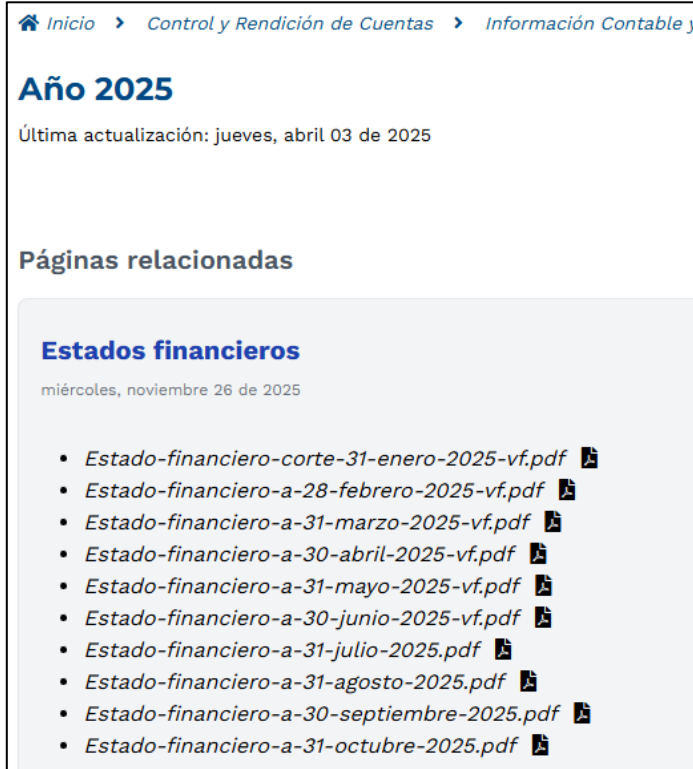 Inicio > Control y Rendición de Cuentas > Información Contable y
Año 2025
Última actualización: jueves, abril 03 de 2025
Páginas relacionadas
Estados financieros
miércoles, noviembre 26 de 2025
• Estado-financiero-corte-31-enero-2025-vf.pdf
• Estado-financiero-a-28-febrero-2025-vf.pdf
• Estado-financiero-a-31-marzo-2025-vf.pdf
• Estado-financiero-a-30-abril-2025-vf.pdf
• Estado-financiero-a-31-mayo-2025-vf.pdf
• Estado-financiero-a-30-junio-2025-vf.pdf
• Estado-financiero-a-31-julio-2025.pdf
• Estado-financiero-a-31-agosto-2025.pdf
• Estado-financiero-a-30-septiembre-2025.pdf
• Estado-financiero-a-31-octubre-2025.pdf